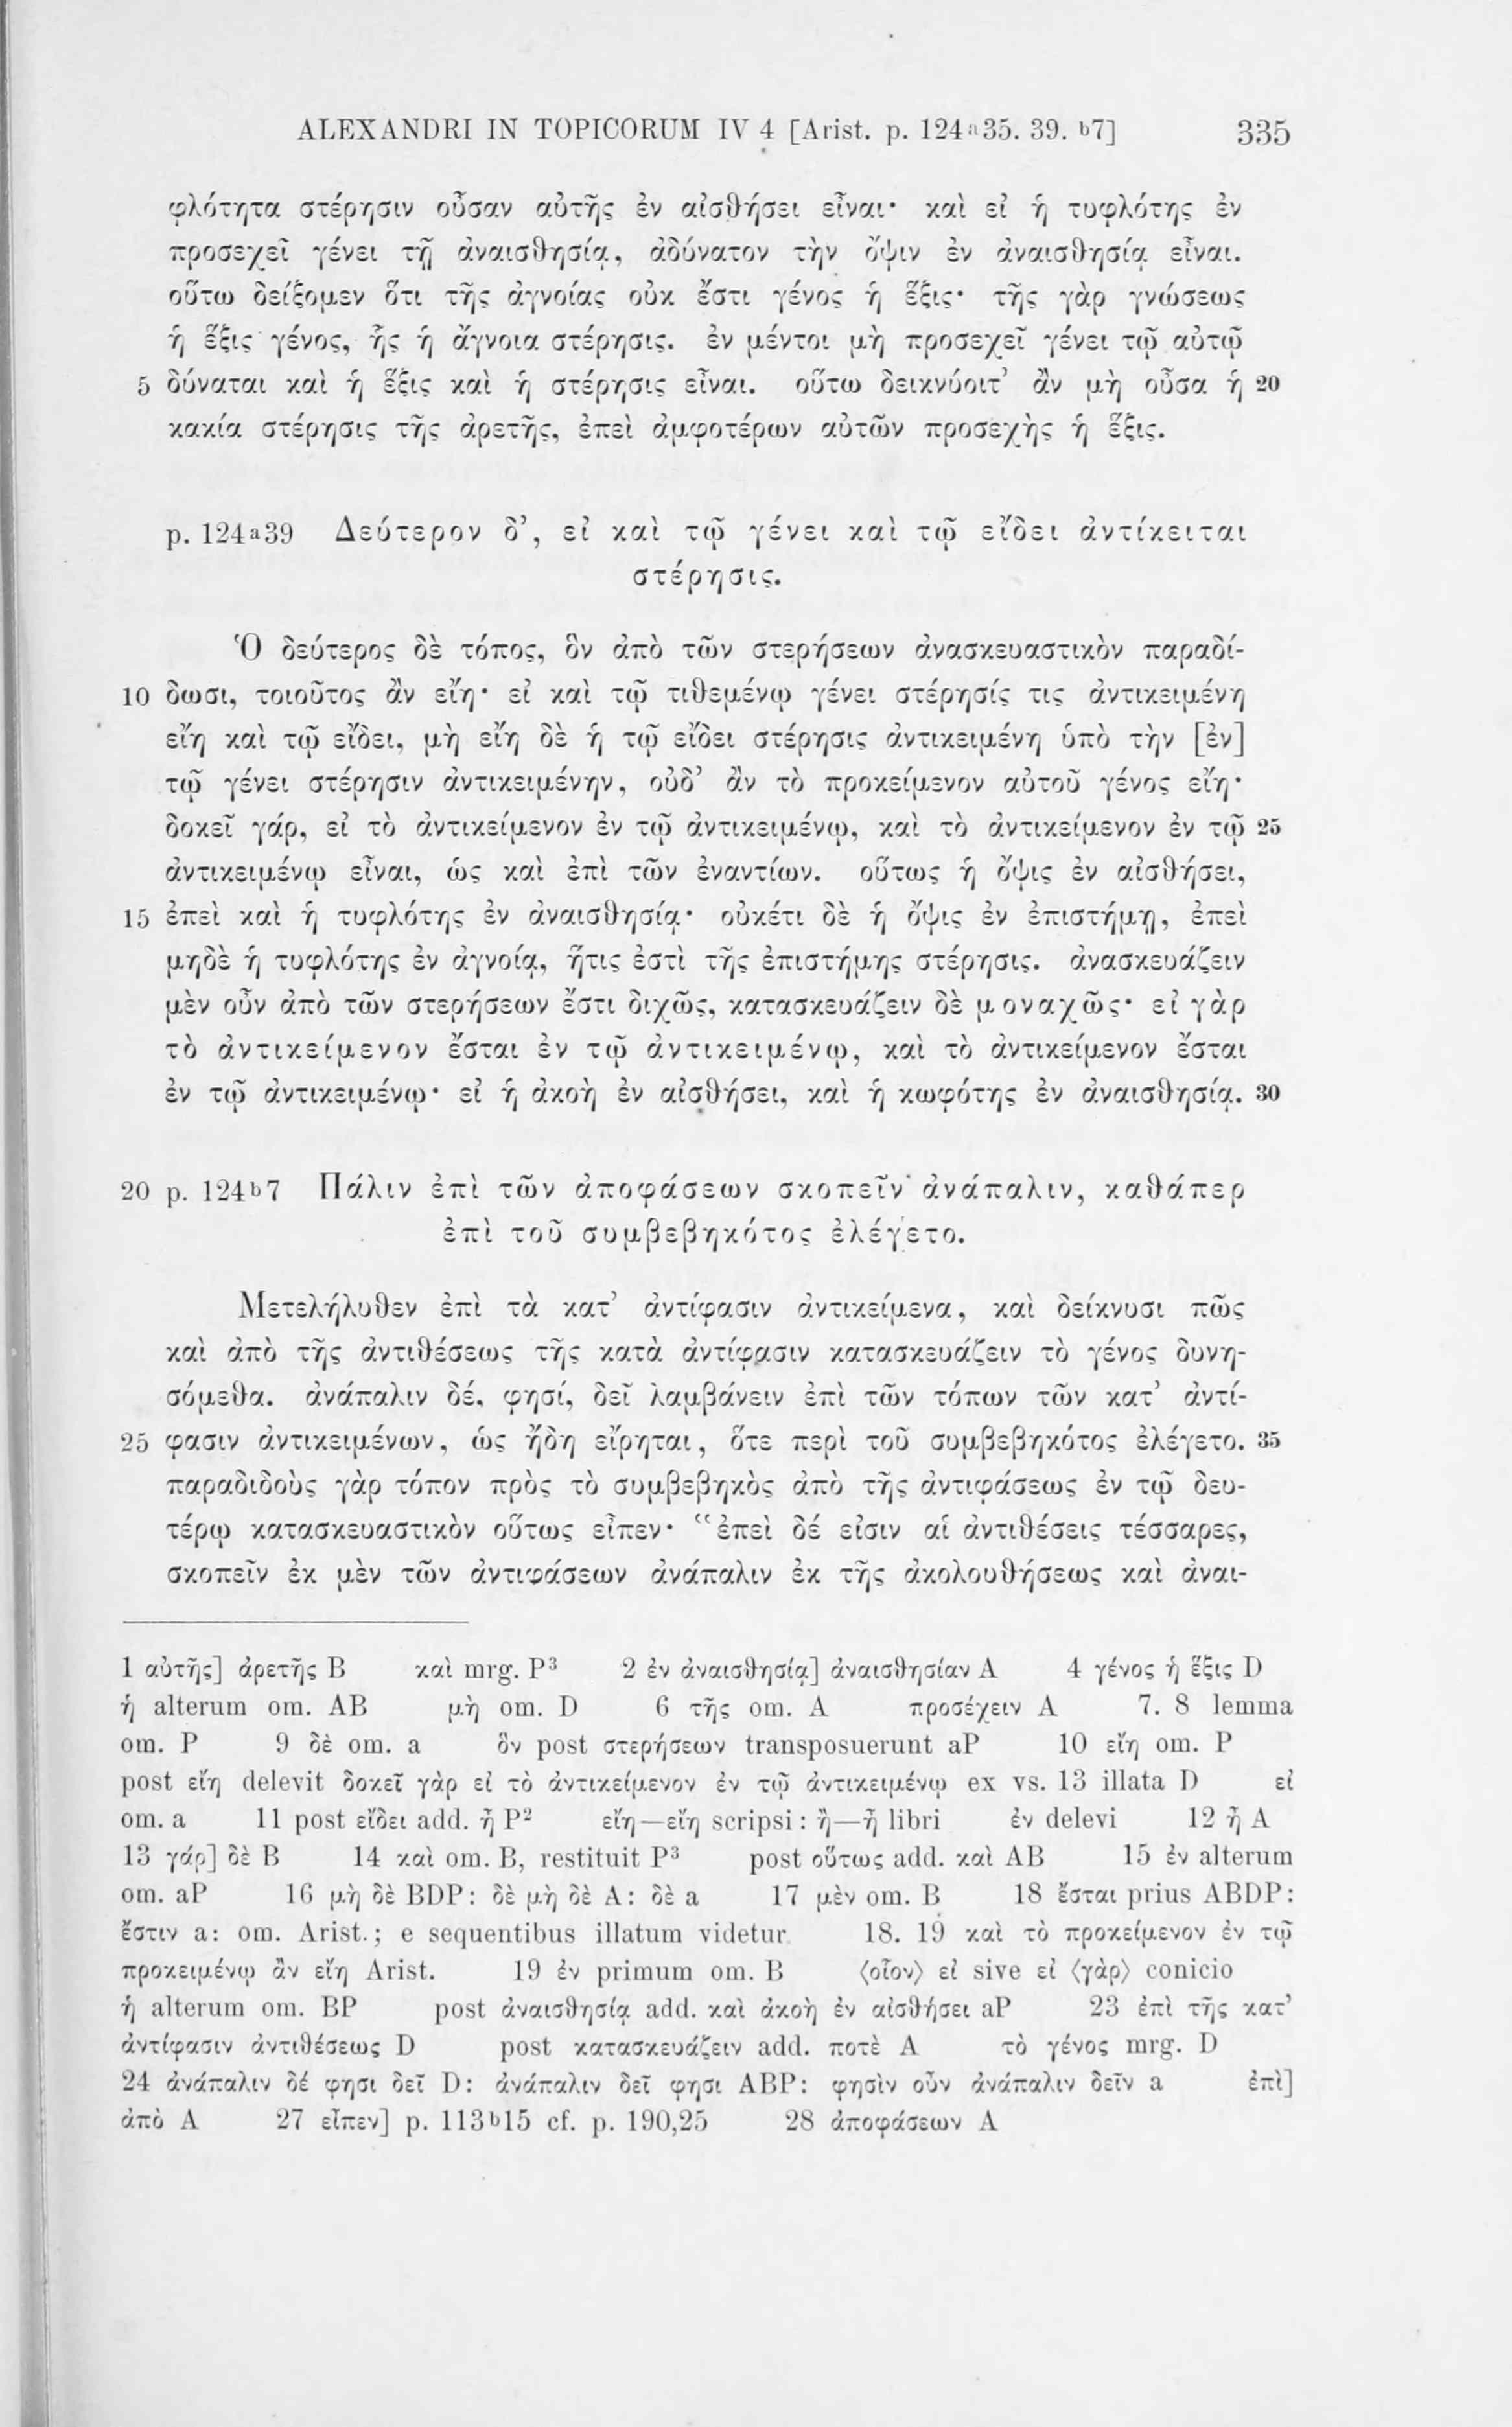 ALEXANDRI IN TOPICORUM IV 4 [Arist. p. 124ᵃ35. 39. ᵇ7] 335
φλότητα στέρησιν οὖσαν αὐτῆς ἐν αἰσθήσει εἶναι· καὶ εἰ ἡ τυφλότης ἐν
προσεχεῖ γένει τῇ ἀναισθησίᾳ, ἀδύνατον τὴν ὄψιν ἐν ἀναισθησίᾳ εἶναι.
οὕτω δείξομεν ὅτι τῆς ἀγνοίας οὐκ ἔστι γένος ἡ ἕξις· τῆς γὰρ γνώσεως
ἡ ἕξις γένος, ἧς ἡ ἄγνοια στέρησις. ἐν μέντοι μὴ προσεχεῖ γένει τῷ αὐτῷ
5 δύναται καὶ ἡ ἕξις καὶ ἡ στέρησις εἶναι. οὕτω δεικνύοιτ’ ἂν μὴ οὖσα ἡ 20
κακία στέρησις τῆς ἀρετῆς, ἐπεὶ ἀμφοτέρων αὐτῶν προσεχὴς ἡ ἕξις.
p. 124ᵃ39 Δεύτερον δ’, εἰ καὶ τῷ γένει καὶ τῷ εἴδει ἀντίκειται
στέρησις.
Ὁ δεύτερος δὲ τόπος, ὃν ἀπὸ τῶν στερήσεων ἀνασκευαστικὸν παραδί-
10 δωσι, τοιοῦτος ἂν εἴη· εἰ καὶ τῷ τιθεμένῳ γένει στέρησίς τις ἀντικειμένη
εἴη καὶ τῷ εἴδει, μὴ εἴη δὲ ἡ τῷ εἴδει στέρησις ἀντικειμένη ὑπὸ τὴν [ἐν]
τῷ γένει στέρησιν ἀντικειμένην, οὐδ’ ἂν τὸ προκείμενον αὐτοῦ γένος εἴη·
δοκεῖ γάρ, εἰ τὸ ἀντικείμενον ἐν τῷ ἀντικειμένῳ, καὶ τὸ ἀντικείμενον ἐν τῷ 25
ἀντικειμένῳ εἶναι, ὡς καὶ ἐπὶ τῶν ἐναντίων. οὕτως ἡ ὄψις ἐν αἰσθήσει,
15 ἐπεὶ καὶ ἡ τυφλότης ἐν ἀναισθησίᾳ· οὐκέτι δὲ ἡ ὄψις ἐν ἐπιστήμῃ, ἐπεὶ
μηδὲ ἡ τυφλότης ἐν ἀγνοίᾳ, ἥτις ἐστὶ τῆς ἐπιστήμης στέρησις. ἀνασκευάζειν
μὲν οὖν ἀπὸ τῶν στερήσεων ἔστι διχῶς, κατασκευάζειν δὲ μοναχῶς· εἰ γὰρ
τὸ ἀντικείμενον ἔσται ἐν τῷ ἀντικειμένῳ, καὶ τὸ ἀντικείμενον ἔσται
ἐν τῷ ἀντικειμένῳ· εἰ ἡ ἀκοὴ ἐν αἰσθήσει, καὶ ἡ κωφότης ἐν ἀναισθησίᾳ. 30
20 p. 124ᵇ7 Πάλιν ἐπὶ τῶν ἀποφάσεων σκοπεῖν ἀνάπαλιν, καθάπερ
ἐπὶ τοῦ συμβεβηκότος ἐλέγετο.
Μετελήλυθεν ἐπὶ τὰ κατ’ ἀντίφασιν ἀντικείμενα, καὶ δείκνυσι πῶς
καὶ ἀπὸ τῆς ἀντιθέσεως τῆς κατὰ ἀντίφασιν κατασκευάζειν τὸ γένος δυνη-
σόμεθα. ἀνάπαλιν δέ, φησί, δεῖ λαμβάνειν ἐπὶ τῶν τόπων τῶν κατ’ ἀντί-
25 φασιν ἀντικειμένων, ὡς ἤδη εἴρηται, ὅτε περὶ τοῦ συμβεβηκότος ἐλέγετο. 35
παραδιδοὺς γὰρ τόπον πρὸς τὸ συμβεβηκὸς ἀπὸ τῆς ἀντιφάσεως ἐν τῷ δευ-
τέρῳ κατασκευαστικὸν οὕτως εἶπεν· “ἐπεὶ δέ εἰσιν αἱ ἀντιθέσεις τέσσαρες,
σκοπεῖν ἐκ μὲν τῶν ἀντιφάσεων ἀνάπαλιν ἐκ τῆς ἀκολουθήσεως καὶ ἀναι-
1 αὐτῆς] ἀρετῆς B καὶ mrg. P³ 2 ἐν ἀναισθησίᾳ] ἀναισθησίαν A 4 γένος ἡ ἕξις D
ἡ alterum om. AB μὴ om. D 6 τῆς om. A προσέχειν A 7. 8 lemma
om. P 9 δὲ om. a ὃν post στερήσεων transposuerunt aP 10 εἴη om. P
post εἴη delevit δοκεῖ γὰρ εἰ τὸ ἀντικείμενον ἐν τῷ ἀντικειμένῳ ex vs. 13 illata D εἰ
om. a 11 post εἴδει add. ᾖ P² εἴη—εἴη scripsi: ἢ—ᾖ libri ἐν delevi 12 ᾖ A
13 γάρ] δὲ B 14 καὶ om. B, restituit P³ post οὕτως add. καὶ AB 15 ἐν alterum
om. aP 16 μὴ δὲ BDP: δὲ μὴ δὲ A: δὲ a 17 μὲν om. B 18 ἔσται prius ABDP:
ἔστιν a: om. Arist.; e sequentibus illatum videtur 18. 19 καὶ τὸ προκείμενον ἐν τῷ
προκειμένῳ ἂν εἴη Arist. 19 ἐν primum om. B ⟨οἷον⟩ εἰ sive εἰ ⟨γὰρ⟩ conicio
ἡ alterum om. BP post ἀναισθησίᾳ add. καὶ ἀκοὴ ἐν αἰσθήσει aP 23 ἐπὶ τῆς κατ’
ἀντίφασιν ἀντιθέσεως D post κατασκευάζειν add. ποτὲ A τὸ γένος mrg. D
24 ἀνάπαλιν δέ φησι δεῖ D: ἀνάπαλιν δεῖ φησι ABP: φησὶν οὖν ἀνάπαλιν δεῖν a ἐπὶ]
ἀπὸ A 27 εἶπεν] p. 113ᵇ15 cf. p. 190,25 28 ἀποφάσεων A